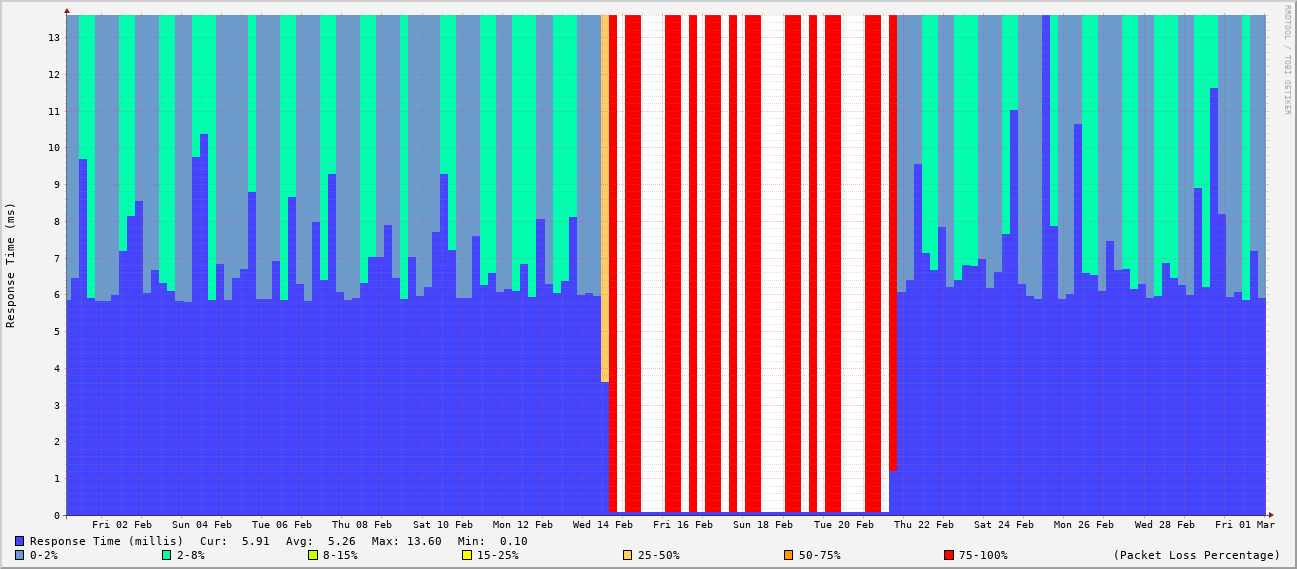 RRDTOOL / TOBI OETIKER
Response Time (ms)
13
12
11
10
9
8
7
6
5
4
3
2
1
0
Fri 02 Feb Sun 04 Feb Tue 06 Feb Thu 08 Feb Sat 10 Feb Mon 12 Feb Wed 14 Feb Fri 16 Feb Sun 18 Feb Tue 20 Feb Thu 22 Feb Sat 24 Feb Mon 26 Feb Wed 28 Feb Fri 01 Mar
Response Time (millis) Cur: 5.91 Avg: 5.26 Max: 13.60 Min: 0.10
0-2% 2-8% 8-15% 15-25% 25-50% 50-75% 75-100% (Packet Loss Percentage)